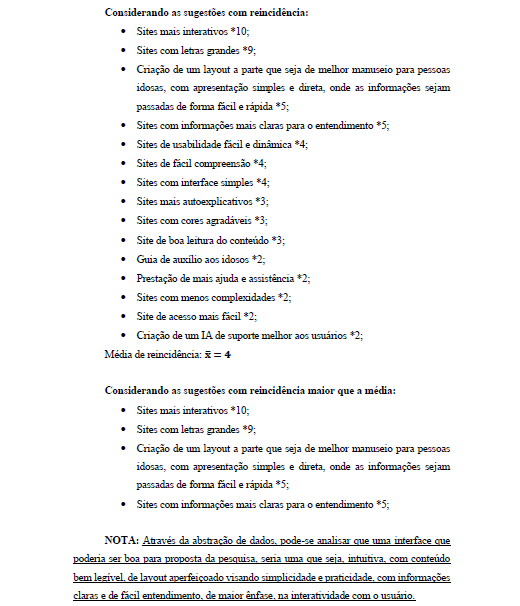 Considerando as sugestões com reincidência:
• Sites mais interativos *10;
• Sites com letras grandes *9;
• Criação de um layout a parte que seja de melhor manuseio para pessoas
idosas, com apresentação simples e direta, onde as informações sejam
passadas de forma fácil e rápida *5;
• Sites com informações mais claras para o entendimento *5;
• Sites de usabilidade fácil e dinâmica *4;
• Sites de fácil compreensão *4;
• Sites com interface simples *4;
• Sites mais autoexplicativos *3;
• Sites com cores agradáveis *3;
• Site de boa leitura do conteúdo *3;
• Guia de auxílio aos idosos *2;
• Prestação de mais ajuda e assistência *2;
• Sites com menos complexidades *2;
• Site de acesso mais fácil *2;
• Criação de um IA de suporte melhor aos usuários *2;
Média de reincidência: x̄ = 4
Considerando as sugestões com reincidência maior que a média:
• Sites mais interativos *10;
• Sites com letras grandes *9;
• Criação de um layout a parte que seja de melhor manuseio para pessoas
idosas, com apresentação simples e direta, onde as informações sejam
passadas de forma fácil e rápida *5;
• Sites com informações mais claras para o entendimento *5;
NOTA: Através da abstração de dados, pode-se analisar que uma interface que
poderia ser boa para proposta da pesquisa, seria uma que seja, intuitiva, com conteúdo
bem legível, de layout aperfeiçoado visando simplicidade e praticidade, com informações
claras e de fácil entendimento, de maior ênfase, na interatividade com o usuário.